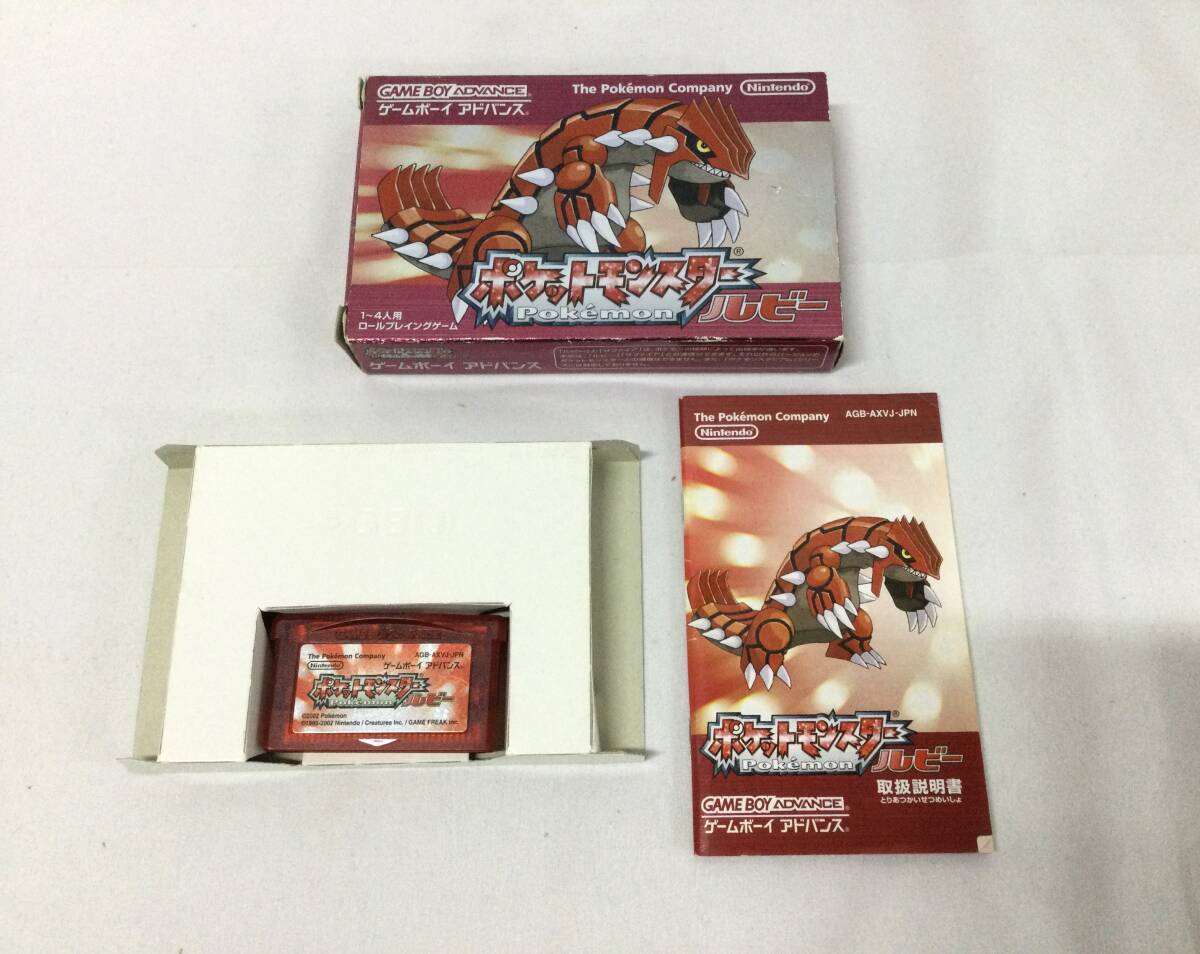 GAME BOY ADVANCE
ゲームボーイ アドバンス
The Pokémon Company Nintendo
ポケットモンスター®
Pokémon ルビー
1~4人用
ロールプレイングゲーム
ゲームボーイ アドバンス
The Pokémon Company AGB-AXVJ-JPN
Nintendo
ポケットモンスター®
Pokémon ルビー
取扱説明書
とりあつかいせつめいしょ
GAME BOY ADVANCE
ゲームボーイ アドバンス
GAME BOY ADVANCE
The Pokémon Company AGB-AXVJ-JPN
Nintendo ゲームボーイ アドバンス
ポケットモンスター
Pokémon ルビー
©2002 Pokémon
©1995-2002 Nintendo / Creatures Inc. / GAME FREAK inc.